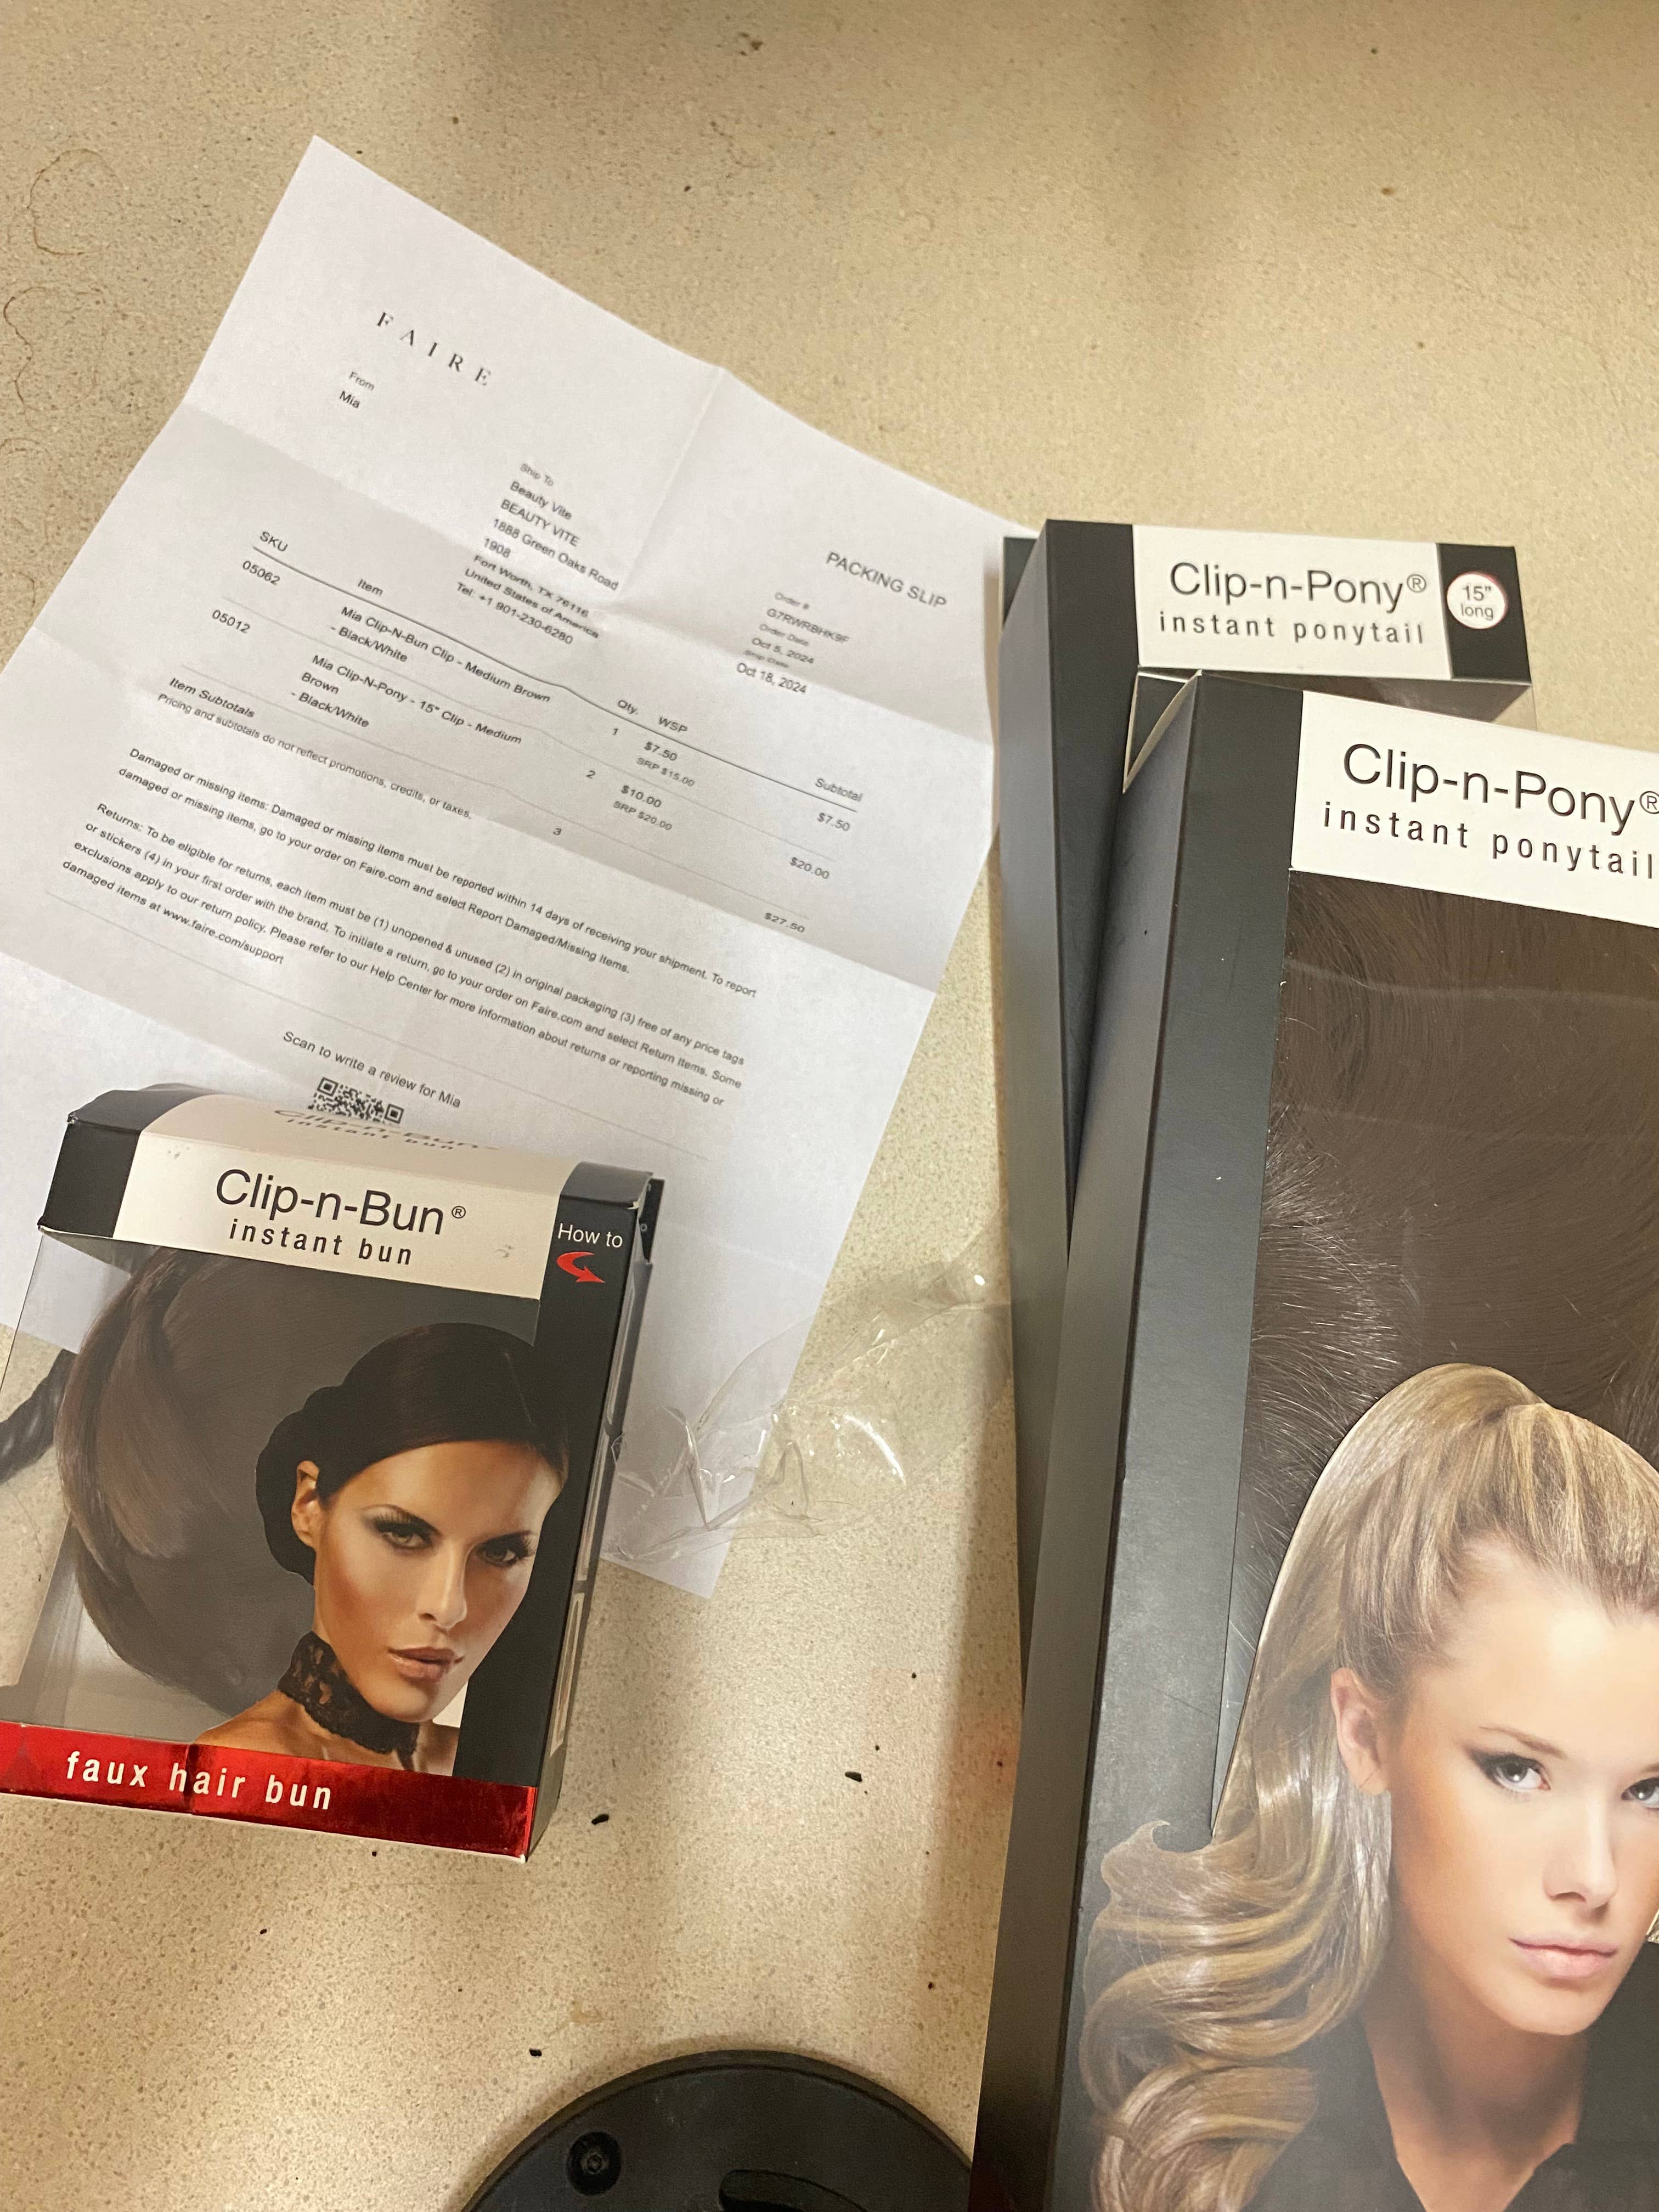 FAIRE
From
Mia
Ship To
Beauty Vite
BEAUTY VITE
1888 Green Oaks Road
1908
Fort Worth, TX 76116
United States of America
Tel: +1 901-230-6280
PACKING SLIP
Order #
G7RWRBHK9F
Order Date
Oct 5, 2024
Ship Date
Oct 18, 2024
SKU Item Qty. WSP Subtotal
05062 Mia Clip-N-Bun Clip - Medium Brown 1 $7.50 $7.50
- Black/White SRP $15.00
05012 Mia Clip-N-Pony - 15" Clip - Medium 2 $10.00 $20.00
Brown SRP $20.00
- Black/White
Item Subtotals 3 $27.50
Pricing and subtotals do not reflect promotions, credits, or taxes.
Damaged or missing items: Damaged or missing items must be reported within 14 days of receiving your shipment. To report
damaged or missing items, go to your order on Faire.com and select Report Damaged/Missing Items.
Returns: To be eligible for returns, each item must be (1) unopened & unused (2) in original packaging (3) free of any price tags
or stickers (4) in your first order with the brand. To initiate a return, go to your order on Faire.com and select Return Items. Some
exclusions apply to our return policy. Please refer to our Help Center for more information about returns or reporting missing or
damaged items at www.faire.com/support
Scan to write a review for Mia
Clip-n-Bun
instant bun
Clip-n-Bun®
instant bun
How to
faux hair bun
Clip-n-Pony®
instant ponytail
15"
long
Clip-n-Pony®
instant ponytail